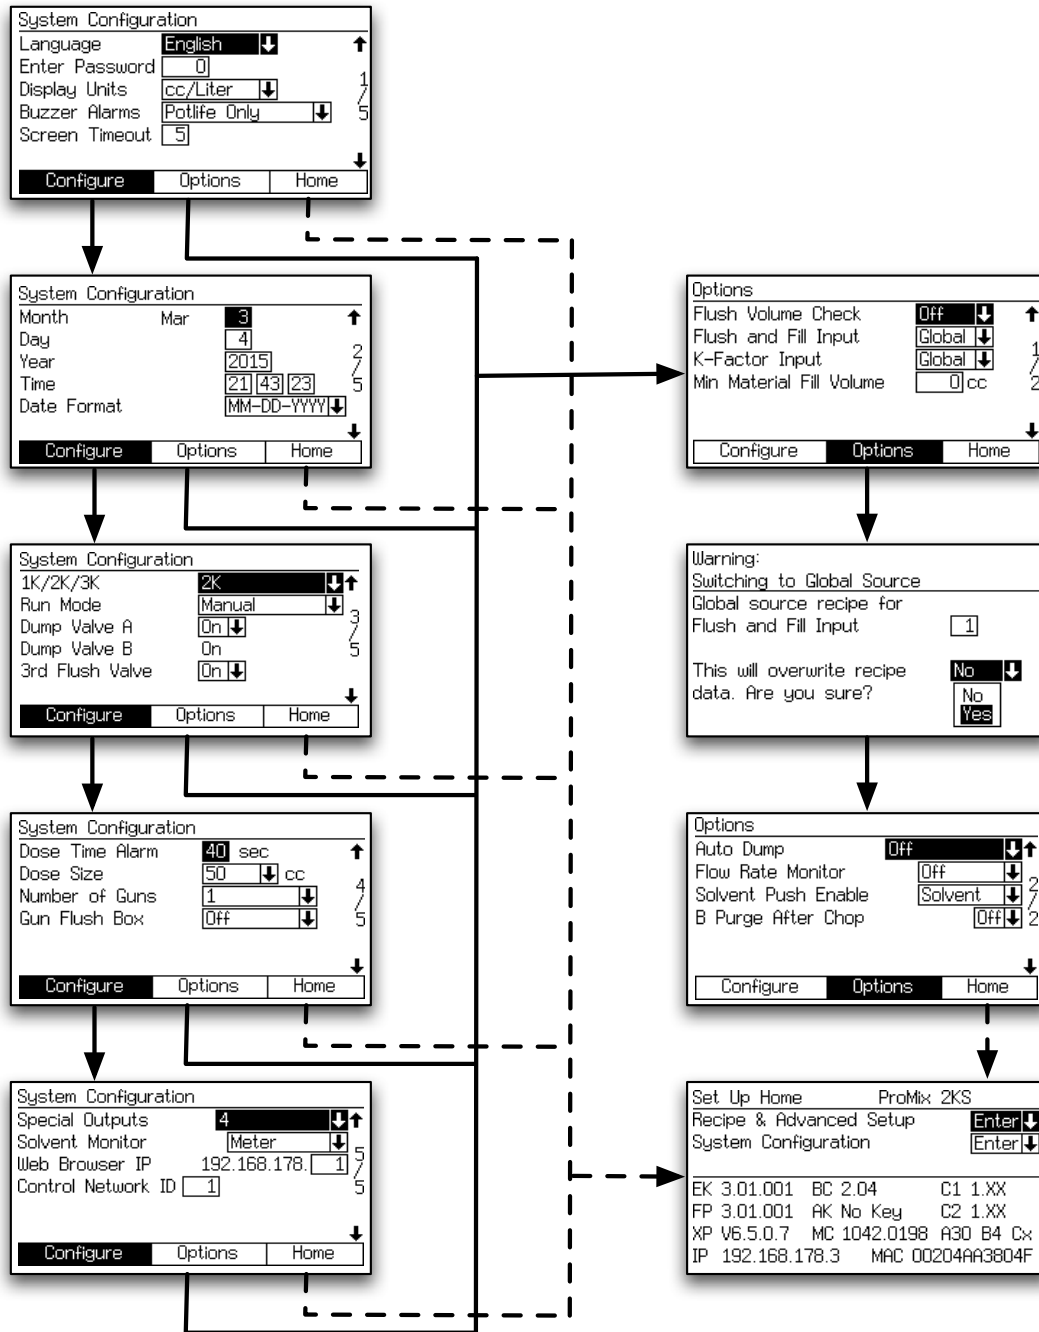 System Configuration
Language English
Enter Password 0
Display Units cc/Liter
Buzzer Alarms Potlife Only
Screen Timeout 5
1/5
Configure Options Home
System Configuration
Month Mar 3
Day 4
Year 2015
Time 21 43 23
Date Format MM-DD-YYYY
2/5
Configure Options Home
System Configuration
1K/2K/3K 2K
Run Mode Manual
Dump Valve A On
Dump Valve B On
3rd Flush Valve On
3/5
Configure Options Home
System Configuration
Dose Time Alarm 40 sec
Dose Size 50 cc
Number of Guns 1
Gun Flush Box Off
4/5
Configure Options Home
System Configuration
Special Outputs 4
Solvent Monitor Meter
Web Browser IP 192.168.178. 1
Control Network ID 1
5/5
Configure Options Home
Options
Flush Volume Check Off
Flush and Fill Input Global
K-Factor Input Global
Min Material Fill Volume 0 cc
1/2
Configure Options Home
Warning:
Switching to Global Source
Global source recipe for
Flush and Fill Input 1
This will overwrite recipe No
data. Are you sure? No
Yes
Options
Auto Dump Off
Flow Rate Monitor Off
Solvent Push Enable Solvent
B Purge After Chop Off
2/2
Configure Options Home
Set Up Home ProMix 2KS
Recipe & Advanced Setup Enter
System Configuration Enter
EK 3.01.001 BC 2.04 C1 1.XX
FP 3.01.001 AK No Key C2 1.XX
XP V6.5.0.7 MC 1042.0198 A30 B4 Cx
IP 192.168.178.3 MAC 00204AA3804F